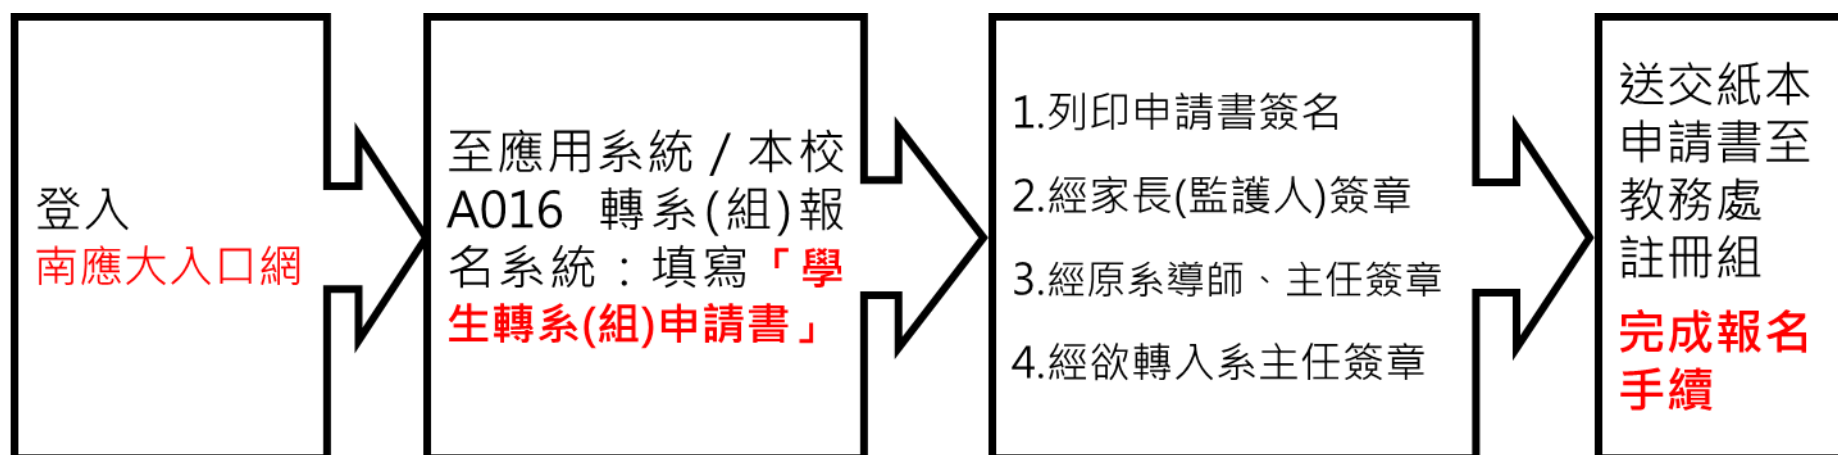 登入
南應大入口網
至應用系統 / 本校
A016 轉系(組)報
名系統：填寫「學
生轉系(組)申請書」
1.列印申請書簽名
2.經家長(監護人)簽章
3.經原系導師、主任簽章
4.經欲轉入系主任簽章
送交紙本
申請書至
教務處
註冊組
完成報名
手續